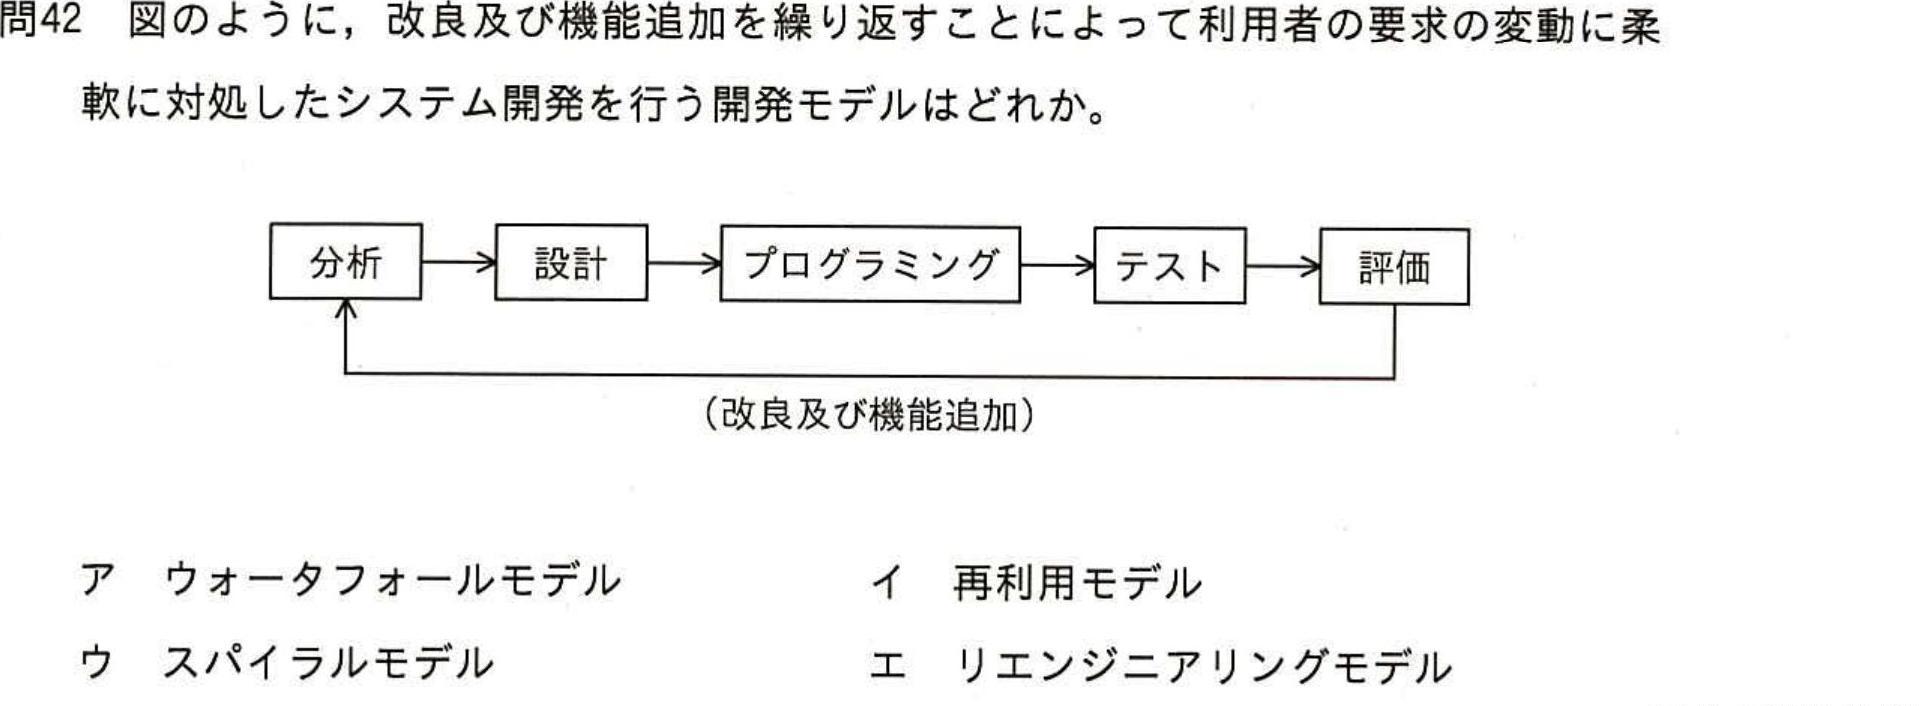 問42　図のように，改良及び機能追加を繰り返すことによって利用者の要求の変動に柔
軟に対処したシステム開発を行う開発モデルはどれか。
分析　設計　プログラミング　テスト　評価
（改良及び機能追加）
ア　ウォータフォールモデル　イ　再利用モデル
ウ　スパイラルモデル　エ　リエンジニアリングモデル